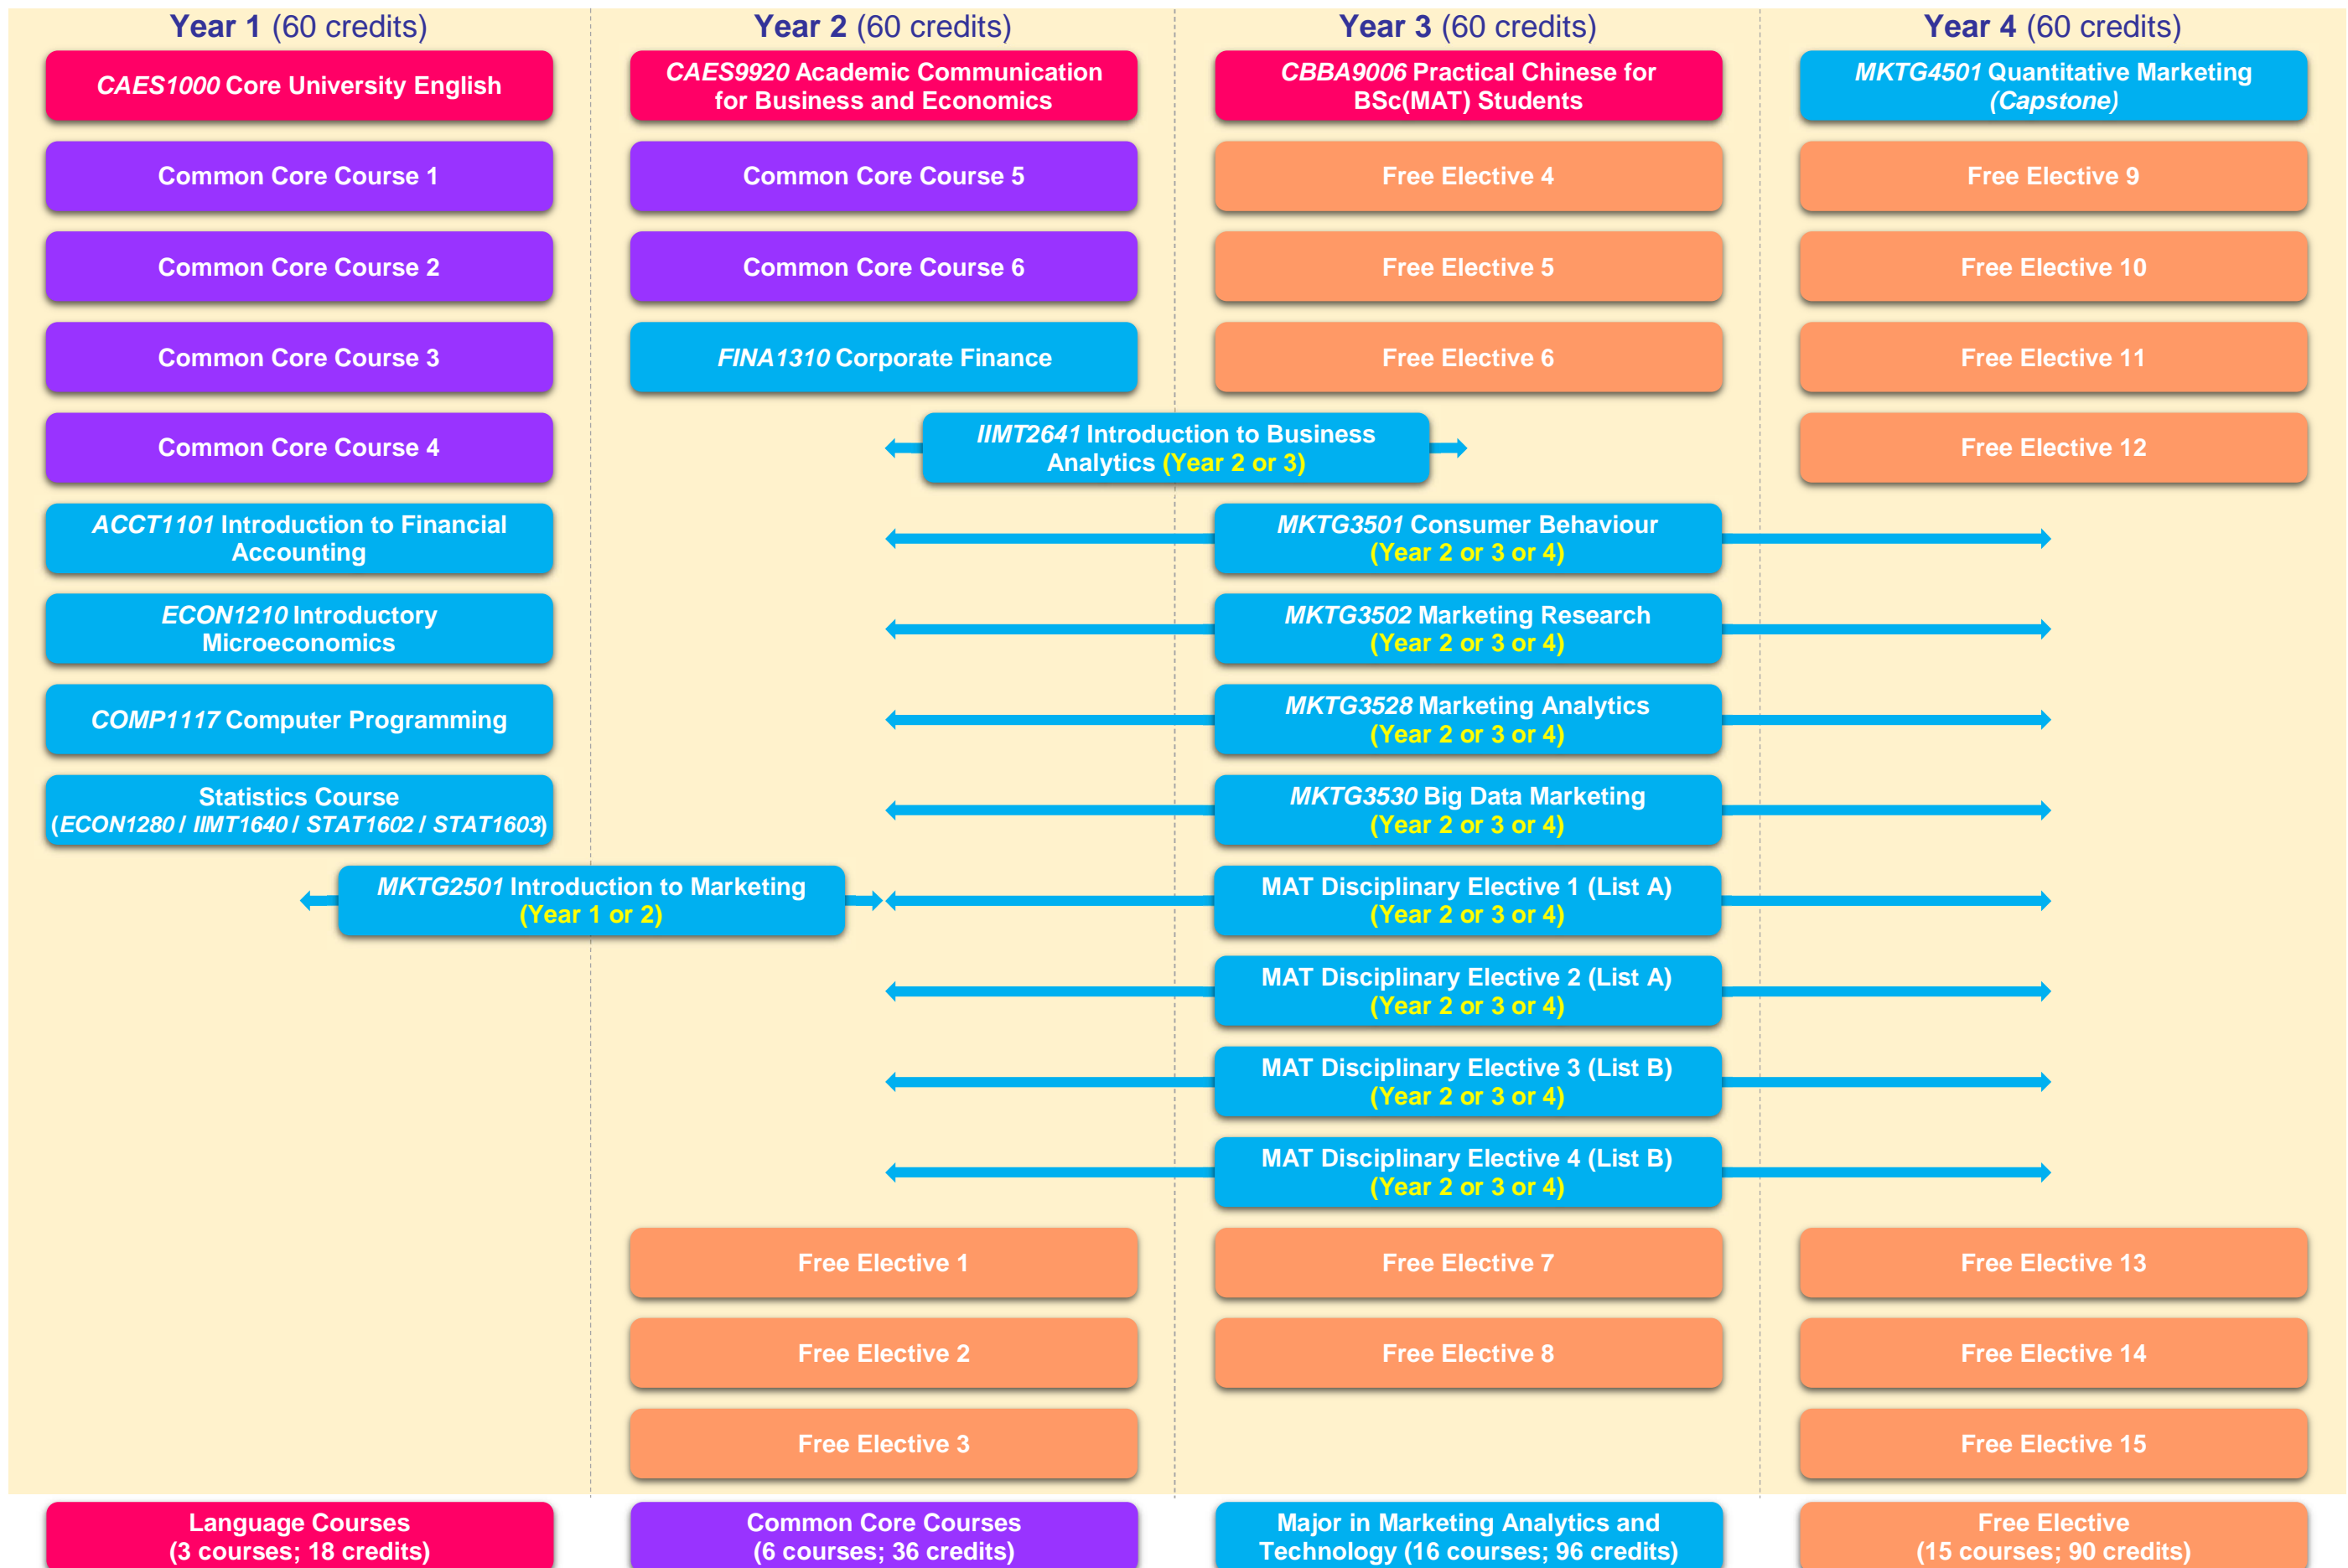 Year 1 (60 credits)
Year 2 (60 credits)
Year 3 (60 credits)
Year 4 (60 credits)
CAES1000 Core University English
CAES9920 Academic Communication
for Business and Economics
CBBA9006 Practical Chinese for
BSc(MAT) Students
MKTG4501 Quantitative Marketing
(Capstone)
Common Core Course 1
Common Core Course 5
Free Elective 4
Free Elective 9
Common Core Course 2
Common Core Course 6
Free Elective 5
Free Elective 10
Common Core Course 3
FINA1310 Corporate Finance
Free Elective 6
Free Elective 11
Common Core Course 4
IIMT2641 Introduction to Business
Analytics (Year 2 or 3)
Free Elective 12
ACCT1101 Introduction to Financial
Accounting
MKTG3501 Consumer Behaviour
(Year 2 or 3 or 4)
ECON1210 Introductory
Microeconomics
MKTG3502 Marketing Research
(Year 2 or 3 or 4)
COMP1117 Computer Programming
MKTG3528 Marketing Analytics
(Year 2 or 3 or 4)
Statistics Course
(ECON1280 / IIMT1640 / STAT1602 / STAT1603)
MKTG3530 Big Data Marketing
(Year 2 or 3 or 4)
MKTG2501 Introduction to Marketing
(Year 1 or 2)
MAT Disciplinary Elective 1 (List A)
(Year 2 or 3 or 4)
MAT Disciplinary Elective 2 (List A)
(Year 2 or 3 or 4)
MAT Disciplinary Elective 3 (List B)
(Year 2 or 3 or 4)
MAT Disciplinary Elective 4 (List B)
(Year 2 or 3 or 4)
Free Elective 1
Free Elective 7
Free Elective 13
Free Elective 2
Free Elective 8
Free Elective 14
Free Elective 3
Free Elective 15
Language Courses
(3 courses; 18 credits)
Common Core Courses
(6 courses; 36 credits)
Major in Marketing Analytics and
Technology (16 courses; 96 credits)
Free Elective
(15 courses; 90 credits)